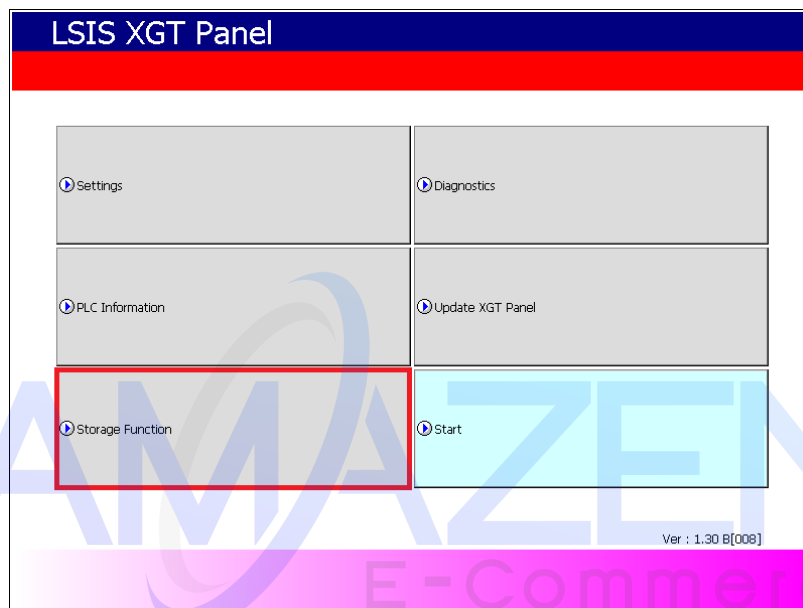 LSIS XGT Panel
Settings
Diagnostics
PLC Information
Update XGT Panel
Storage Function
Start
Ver : 1.30 B[008]
AMAZEN
E-Commer